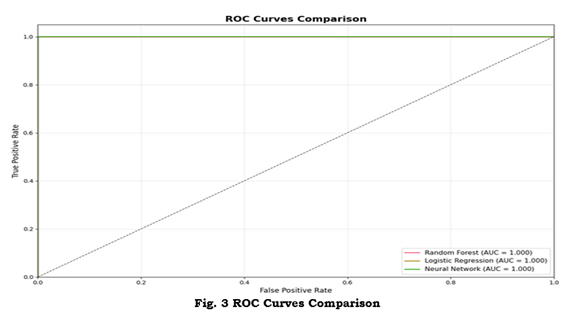 ROC Curves Comparison
1.0
0.8
0.6
0.4
0.2
0.0
True Positive Rate
Random Forest (AUC = 1.000)
Logistic Regression (AUC = 1.000)
Neural Network (AUC = 1.000)
0.0 0.2 0.4 0.6 0.8 1.0
False Positive Rate
Fig. 3 ROC Curves Comparison